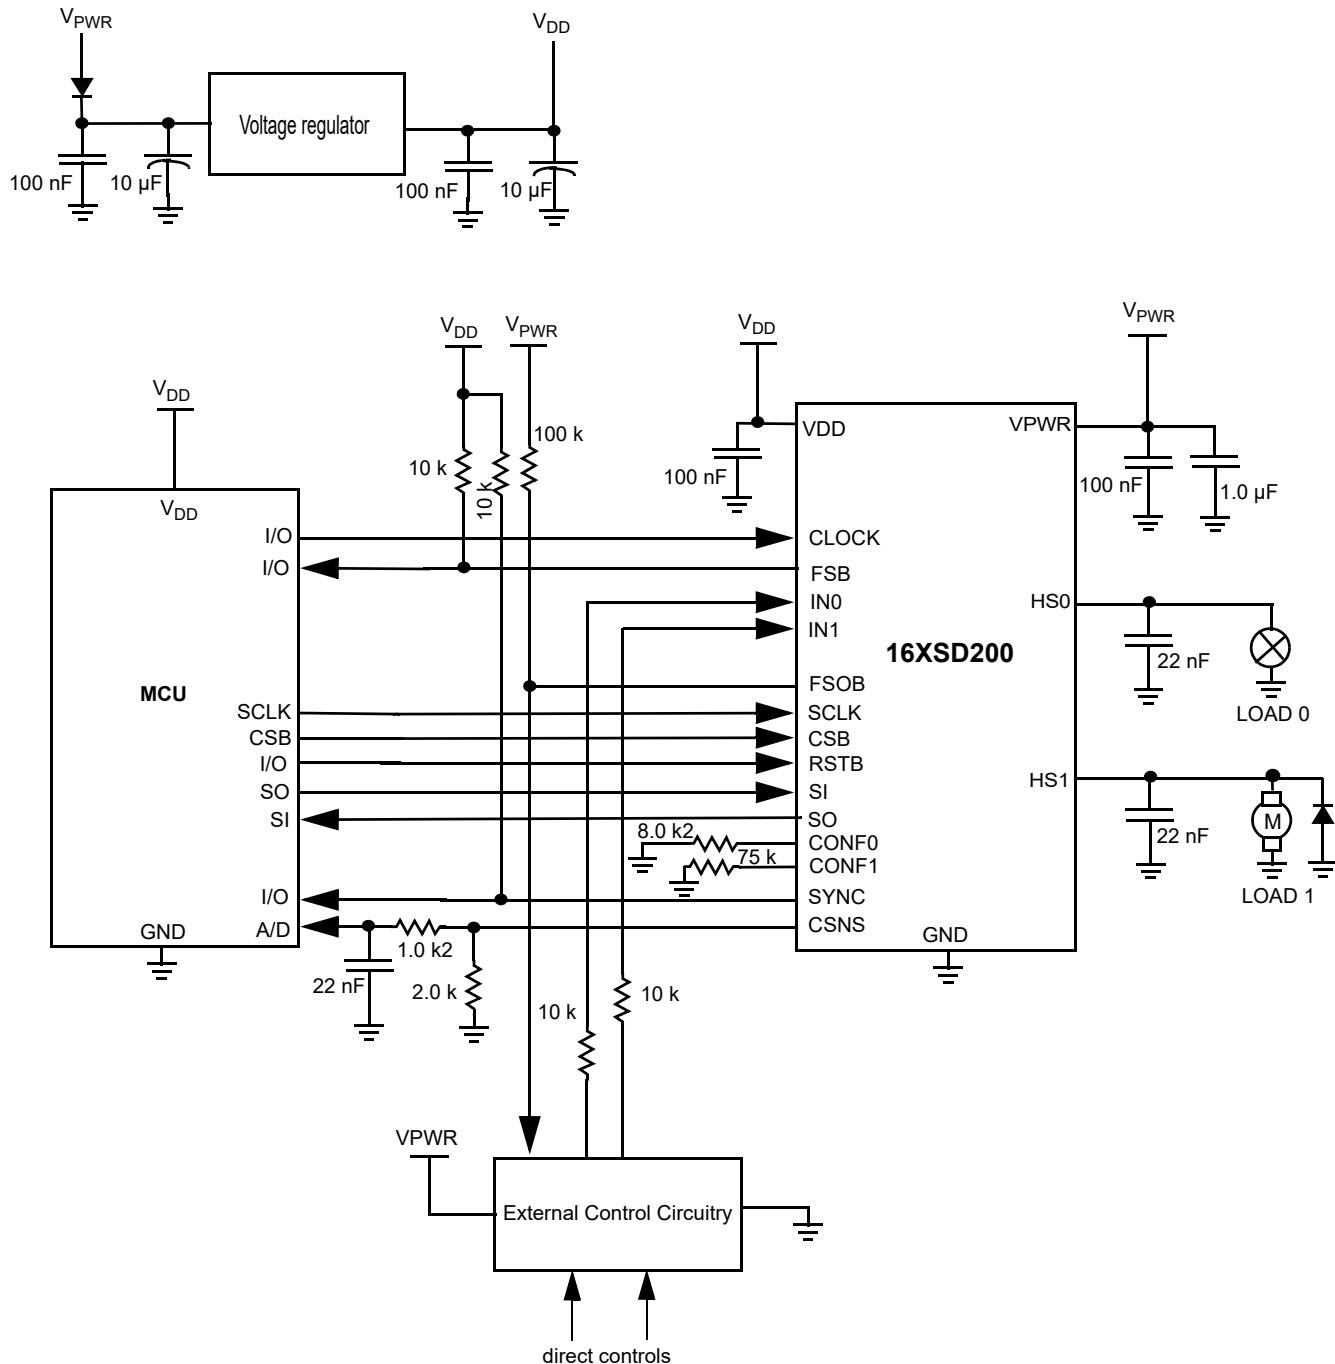 VPWR
VDD
Voltage regulator
100 nF
10 µF
100 nF
10 µF
VDD
VPWR
VDD
VPWR
VDD
100 k
10 k
10 k
VDD
VPWR
100 nF
100 nF
1.0 µF
VDD
I/O
CLOCK
I/O
FSB
IN0
HS0
IN1
16XSD200
22 nF
MCU
FSOB
SCLK
SCLK
LOAD 0
CSB
CSB
I/O
RSTB
HS1
SO
SI
SI
SO
M
22 nF
8.0 k2
CONF0
75 k
CONF1
I/O
SYNC
LOAD 1
GND
A/D
CSNS
GND
1.0 k2
22 nF
2.0 k
10 k
10 k
VPWR
External Control Circuitry
direct controls